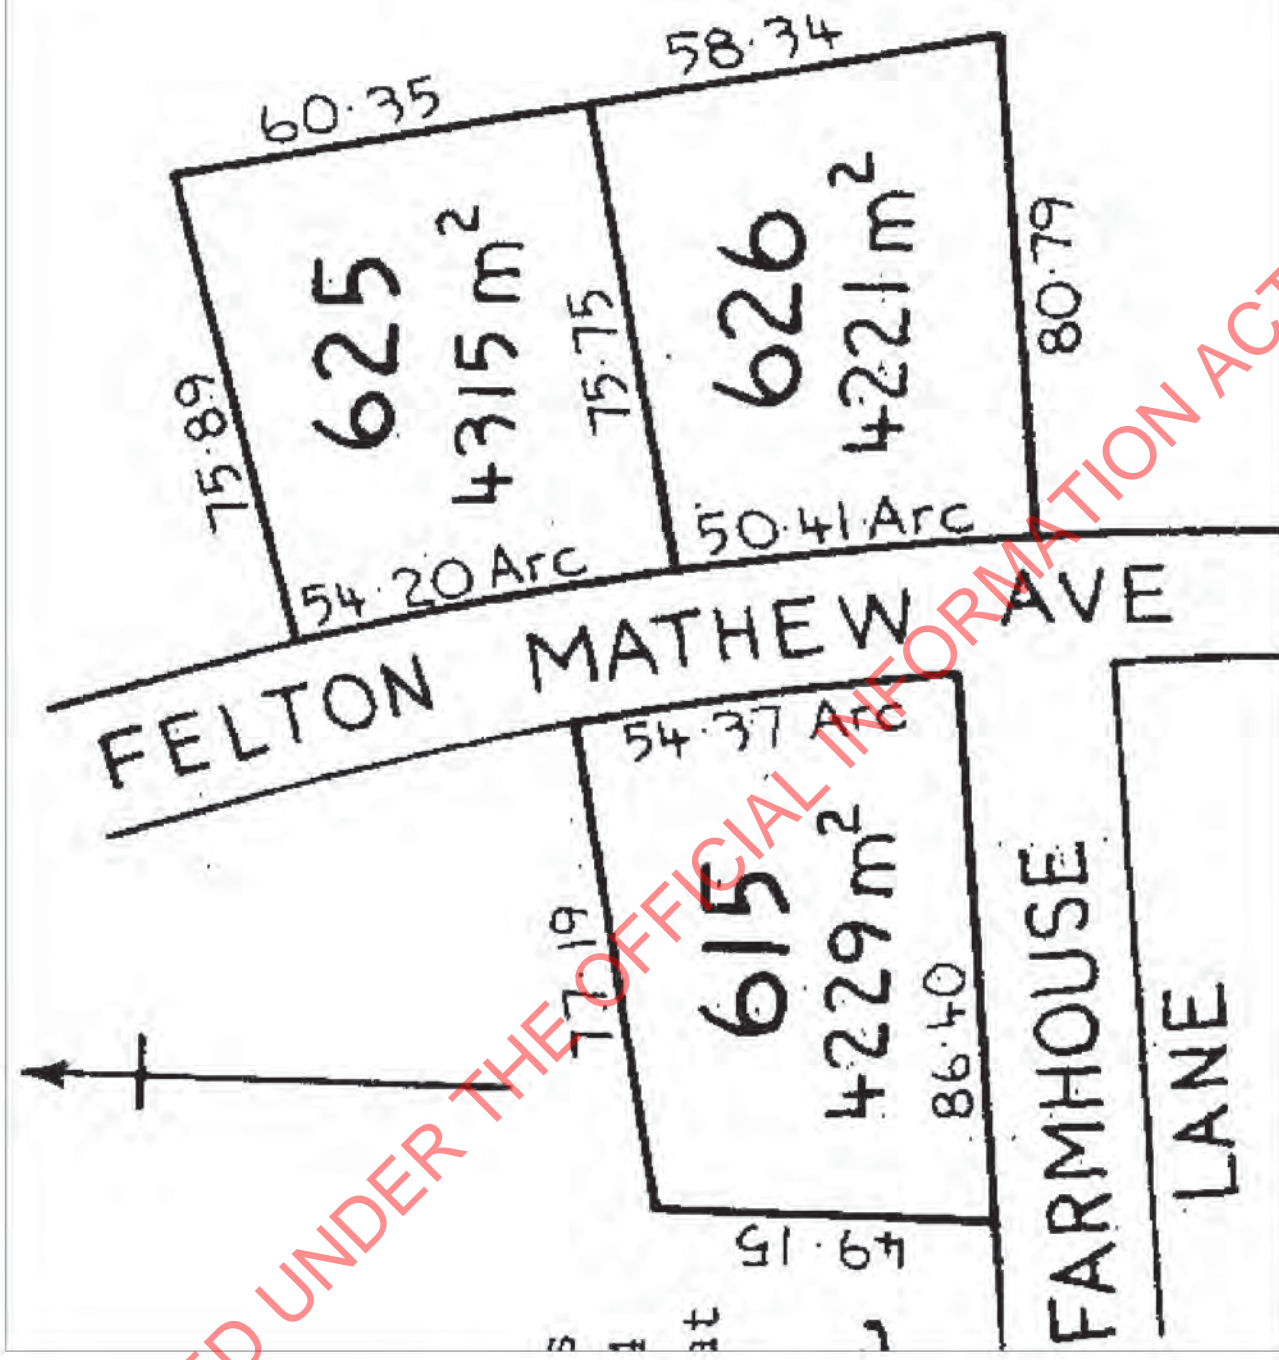 60·35
58·34
625
4315 m²
626
4221 m²
75·89
75·75
80·79
54·20 Arc
50·41 Arc
FELTON MATHEW AVE
54·37 Arc
615
4229 m²
77·19
86·40
49·15
FARMHOUSE
LANE
UNDER THE OFFICIAL INFORMATION ACT